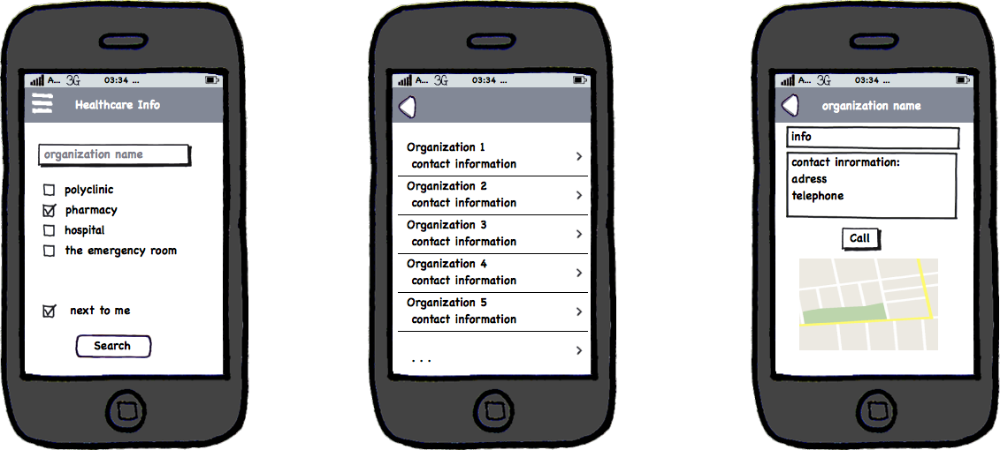 A... 3G 03:34 ...
Healthcare Info
organization name
polyclinic
pharmacy
hospital
the emergency room
next to me
Search
A... 3G 03:34 ...
Organization 1
contact information
Organization 2
contact information
Organization 3
contact information
Organization 4
contact information
Organization 5
contact information
...
A... 3G 03:34 ...
organization name
info
contact inrormation:
adress
telephone
Call